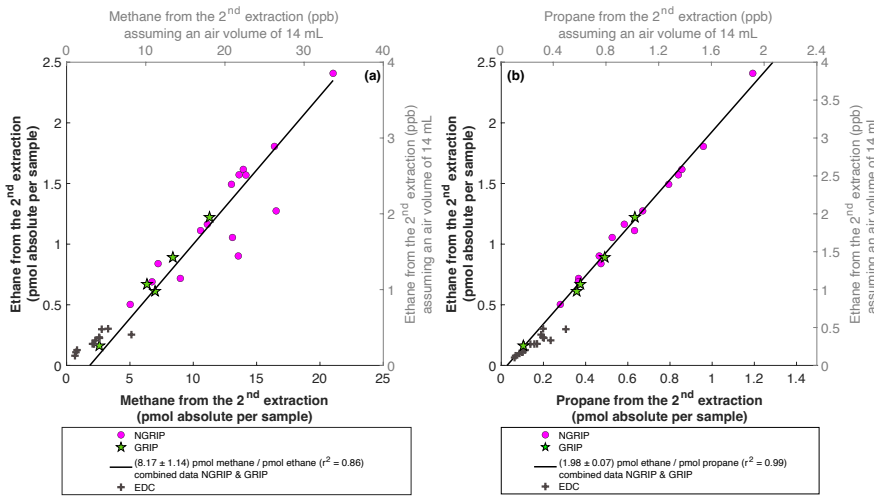 Methane from the 2nd extraction (ppb)
assuming an air volume of 14 mL
0 10 20 30 40
2.5
2
1.5
1
0.5
0
Ethane from the 2nd extraction
(pmol absolute per sample)
(a)
4
3
2
1
0
Ethane from the 2nd extraction (ppb)
assuming an air volume of 14 mL
0 5 10 15 20 25
Methane from the 2nd extraction
(pmol absolute per sample)
NGRIP
GRIP
(8.17 ± 1.14) pmol methane / pmol ethane (r2 = 0.86)
combined data NGRIP & GRIP
EDC
Propane from the 2nd extraction (ppb)
assuming an air volume of 14 mL
0 0.4 0.8 1.2 1.6 2 2.4
2.5
2
1.5
1
0.5
0
Ethane from the 2nd extraction
(pmol absolute per sample)
(b)
4
3
2
1
0
Ethane from the 2nd extraction (ppb)
assuming an air volume of 14 mL
0 0.2 0.4 0.6 0.8 1 1.2 1.4
Propane from the 2nd extraction
(pmol absolute per sample)
NGRIP
GRIP
(1.98 ± 0.07) pmol ethane / pmol propane (r2 = 0.99)
combined data NGRIP & GRIP
EDC